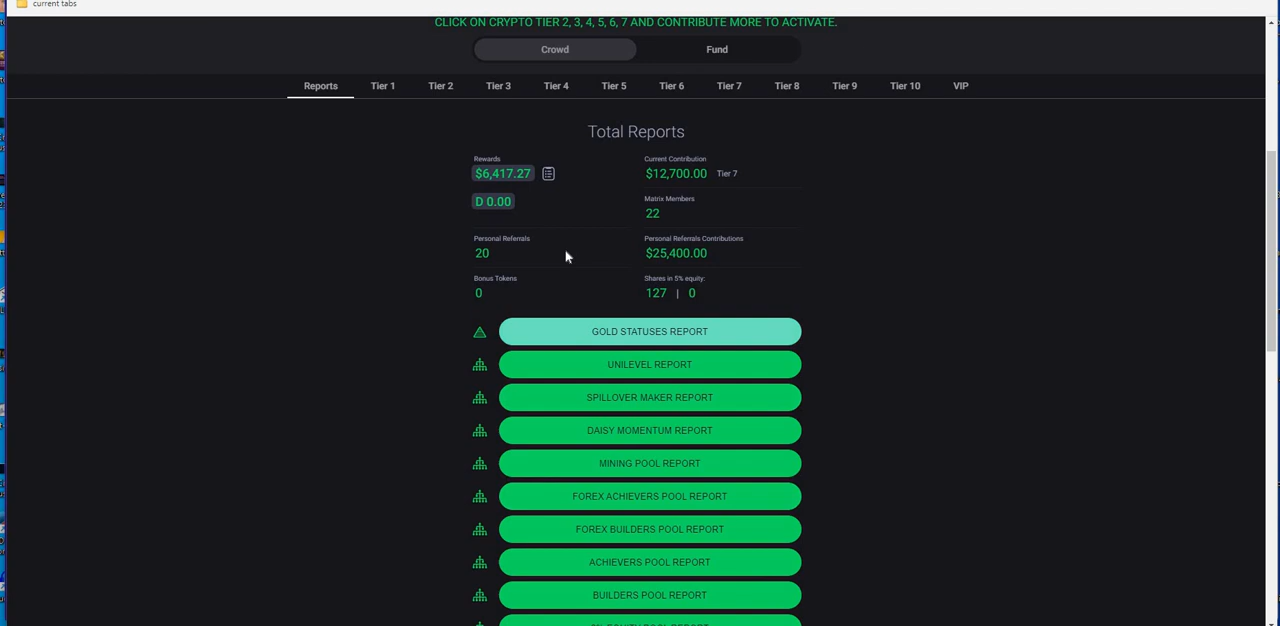 current tabs
CLICK ON CRYPTO TIER 2, 3, 4, 5, 6, 7 AND CONTRIBUTE MORE TO ACTIVATE.
Crowd Fund
Reports Tier 1 Tier 2 Tier 3 Tier 4 Tier 5 Tier 6 Tier 7 Tier 8 Tier 9 Tier 10 VIP
Total Reports
Rewards Current Contribution
$6,417.27 $12,700.00 Tier 7
D 0.00 Matrix Members
22
Personal Referrals Personal Referrals Contributions
20 $25,400.00
Bonus Tokens Shares in 5% equity:
0 127 | 0
GOLD STATUSES REPORT
UNILEVEL REPORT
SPILLOVER MAKER REPORT
DAISY MOMENTUM REPORT
MINING POOL REPORT
FOREX ACHIEVERS POOL REPORT
FOREX BUILDERS POOL REPORT
ACHIEVERS POOL REPORT
BUILDERS POOL REPORT
EQUITY POOL REPORT